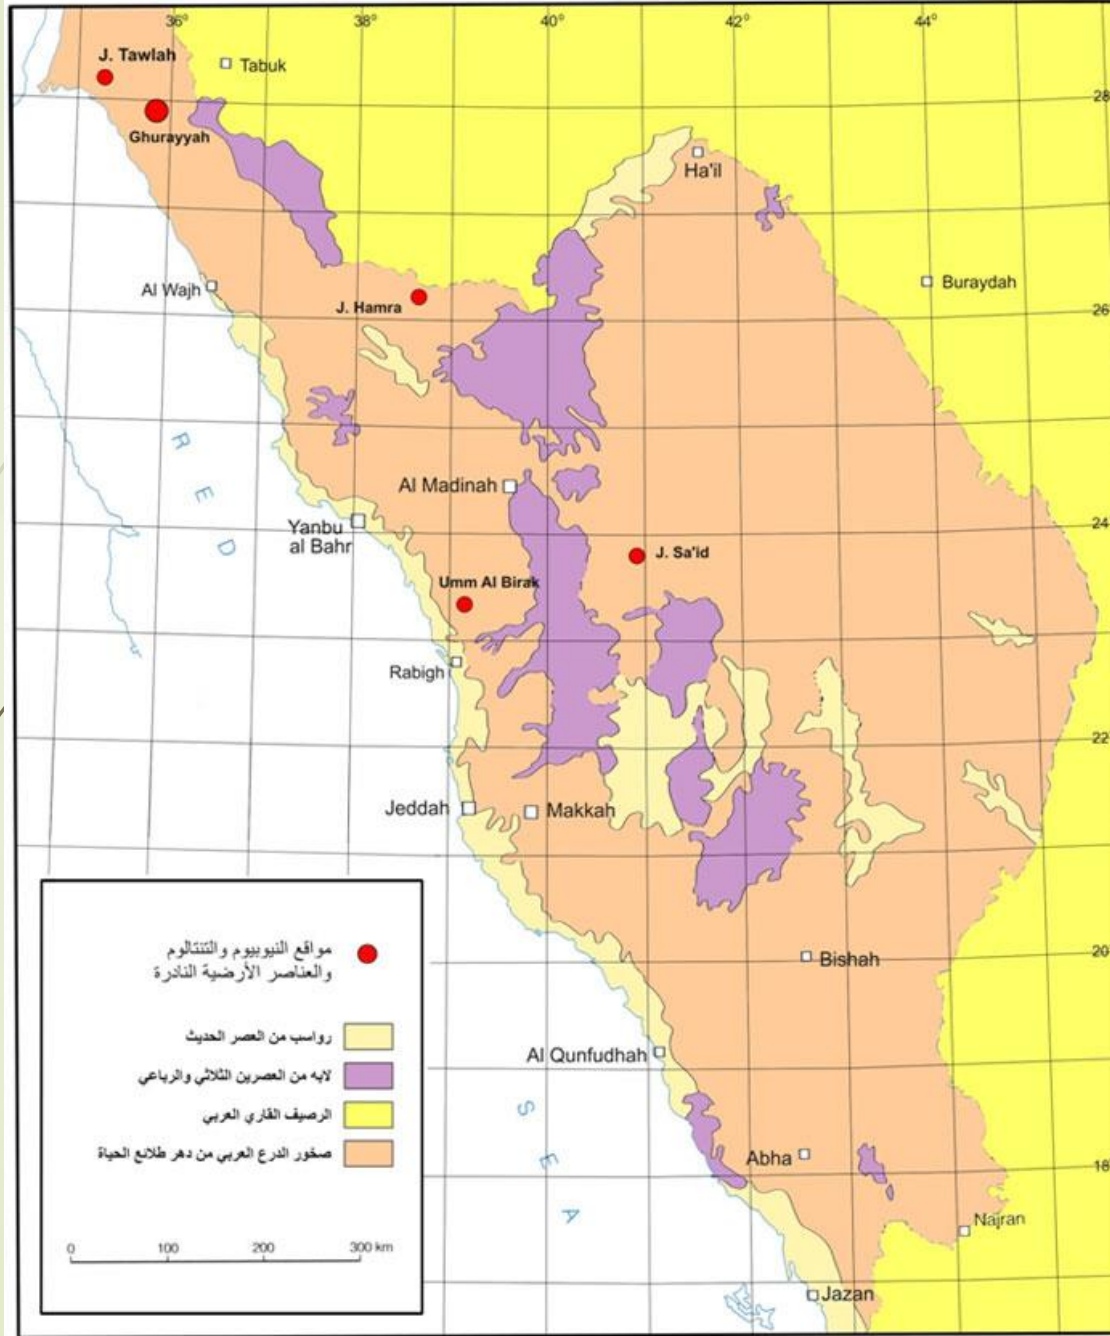 36°
38°
40°
42°
44°
J. Tawlah
Tabuk
28
Ghurayyah
Ha'il
Al Wajh
Buraydah
J. Hamra
26
R E D
Al Madinah
Yanbu
al Bahr
24
J. Sa'id
Umm Al Birak
Rabigh
22
Jeddah
Makkah
20
Bishah
Al Qunfudhah
S E A
Abha
18
Najran
Jazan
مواقع النيوبيوم والتنتالوم
والعناصر الأرضية النادرة
رواسب من العصر الحديث
لابه من العصرين الثلاثي والرباعي
الرصيف القاري العربي
صخور الدرع العربي من دهر طلائع الحياة
0 100 200 300 km